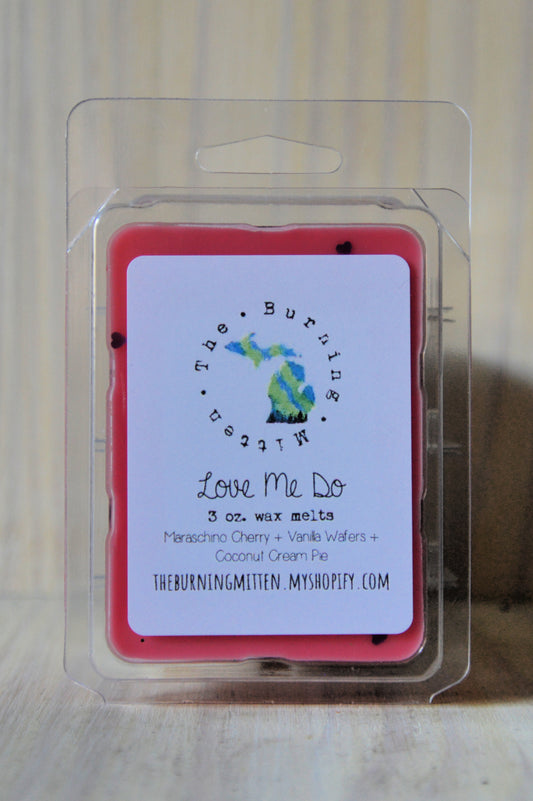 The • Burning • Mitten •
Love Me Do
3 oz. wax melts
Maraschino Cherry + Vanilla Wafers +
Coconut Cream Pie
THEBURNINGMITTEN.MYSHOPIFY.COM